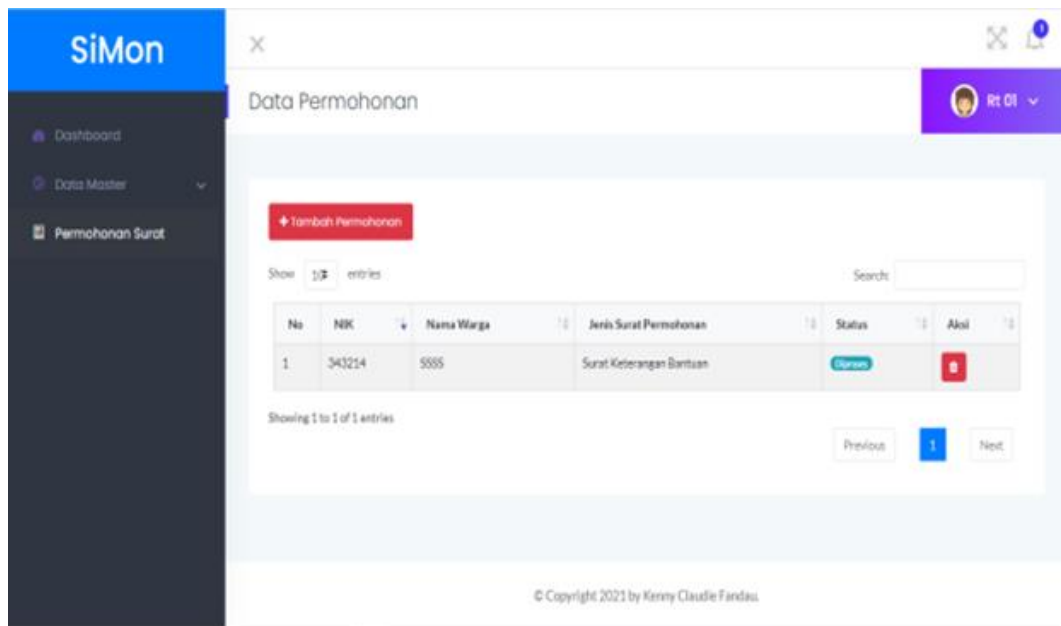 SiMon
1
Data Permohonan
Rt 01
Dashboard
Data Master
Permohonan Surat
+ Tambah Permohonan
Show 10 entries
Search:
No NIK Nama Warga Jenis Surat Permohonan Status Aksi
1 343214 5555 Surat Keterangan Bantuan Diproses
Showing 1 to 1 of 1 entries
Previous 1 Next
© Copyright 2021 by Kenny Claudie Fandau.